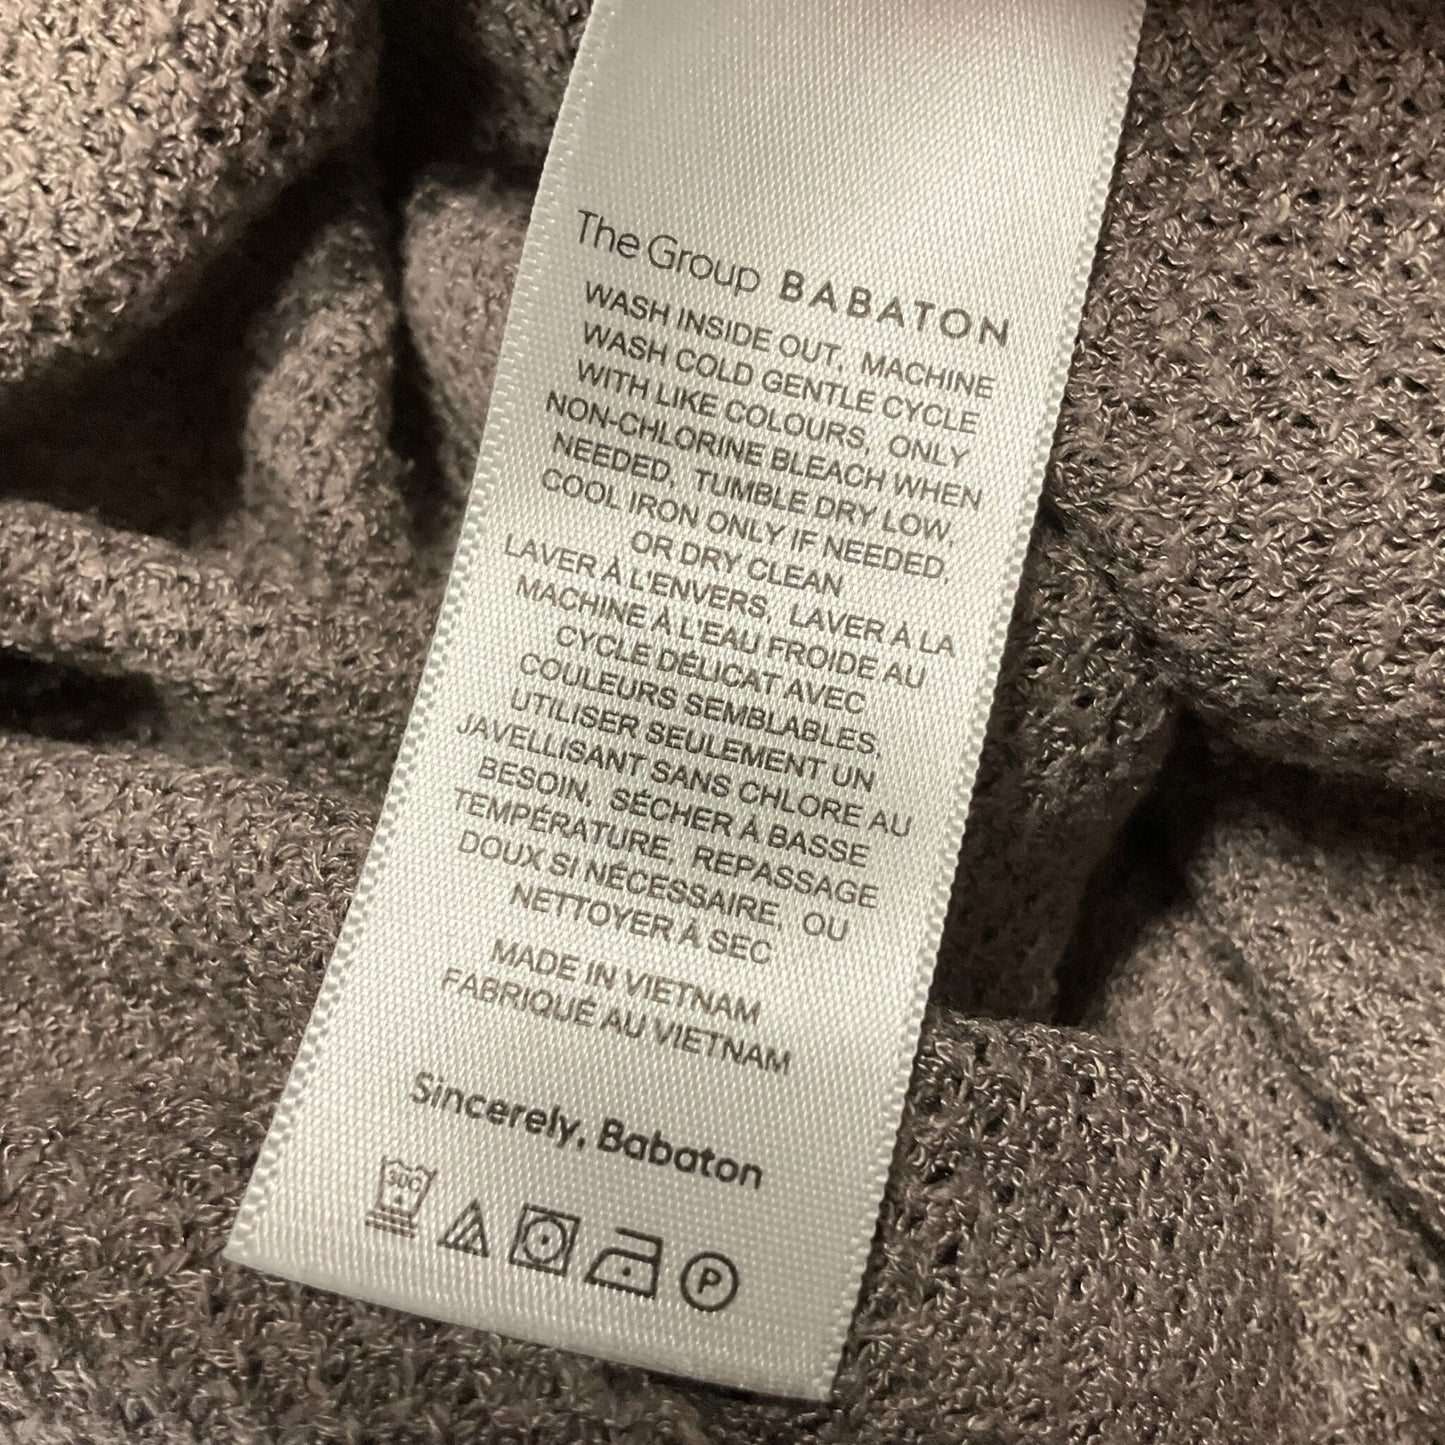 The Group BABATON
WASH INSIDE OUT, MACHINE
WASH COLD GENTLE CYCLE
WITH LIKE COLOURS, ONLY
NON-CHLORINE BLEACH WHEN
NEEDED, TUMBLE DRY LOW,
COOL IRON ONLY IF NEEDED,
OR DRY CLEAN
LAVER À L'ENVERS, LAVER À LA
MACHINE À L'EAU FROIDE AU
CYCLE DÉLICAT AVEC
COULEURS SEMBLABLES,
UTILISER SEULEMENT UN
JAVELLISANT SANS CHLORE AU
BESOIN, SÉCHER À BASSE
TEMPÉRATURE, REPASSAGE
DOUX SI NÉCESSAIRE, OU
NETTOYER À SEC
MADE IN VIETNAM
FABRIQUÉ AU VIETNAM
Sincerely, Babaton
30C
P